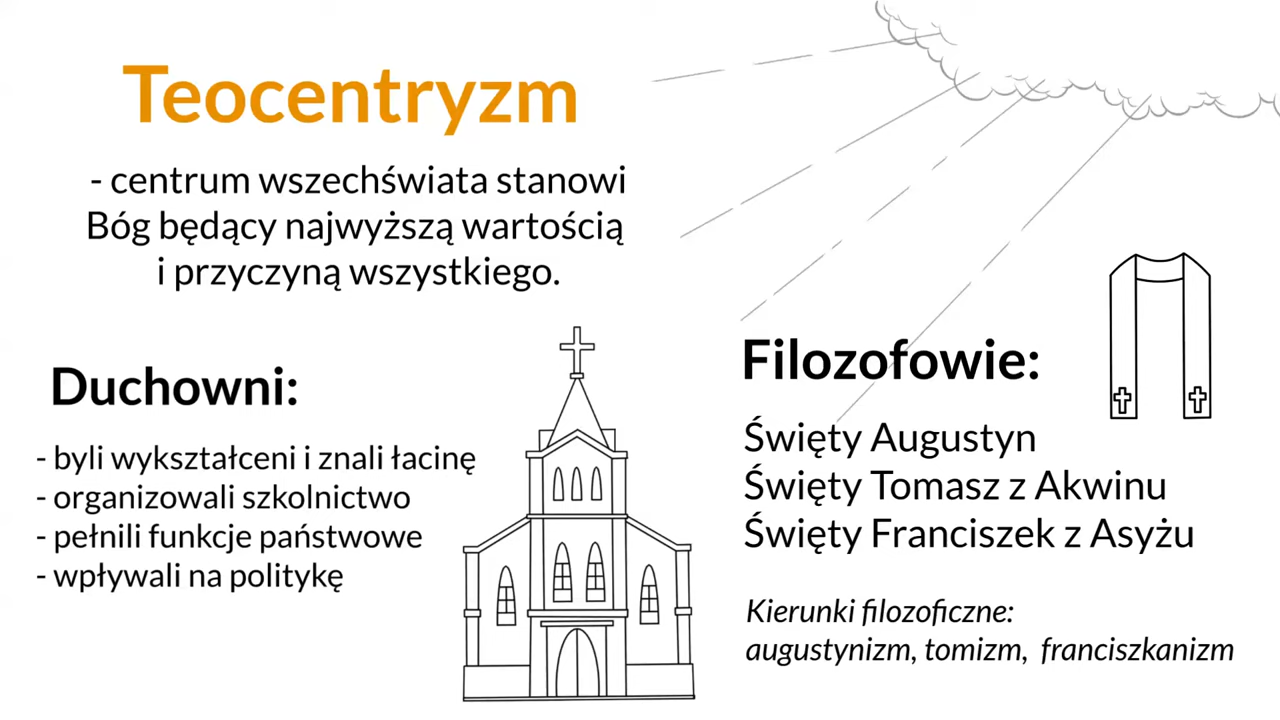 Teocentryzm
- centrum wszechświata stanowi
Bóg będący najwyższą wartością
i przyczyną wszystkiego.
Duchowni:
- byli wykształceni i znali łacinę
- organizowali szkolnictwo
- pełnili funkcje państwowe
- wpływali na politykę
Filozofowie:
Święty Augustyn
Święty Tomasz z Akwinu
Święty Franciszek z Asyżu
Kierunki filozoficzne:
augustynizm, tomizm, franciszkanizm